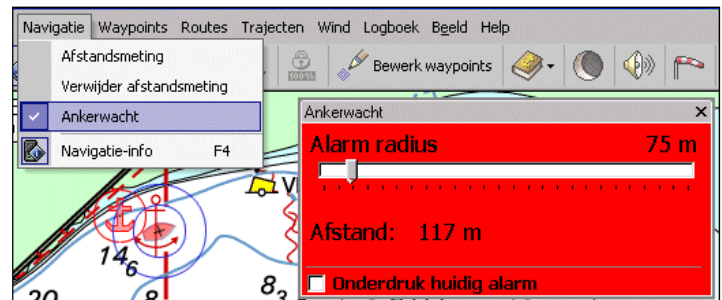 Navigatie Waypoints Routes Trajecten Wind Logboek Beeld Help
100%
Bewerk waypoints
Afstandsmeting
Verwijder afstandsmeting
Ankerwacht
Navigatie-info F4
Ankerwacht
Alarm radius 75 m
Afstand: 117 m
Onderdruk huidig alarm
14 6
20
8
8 3